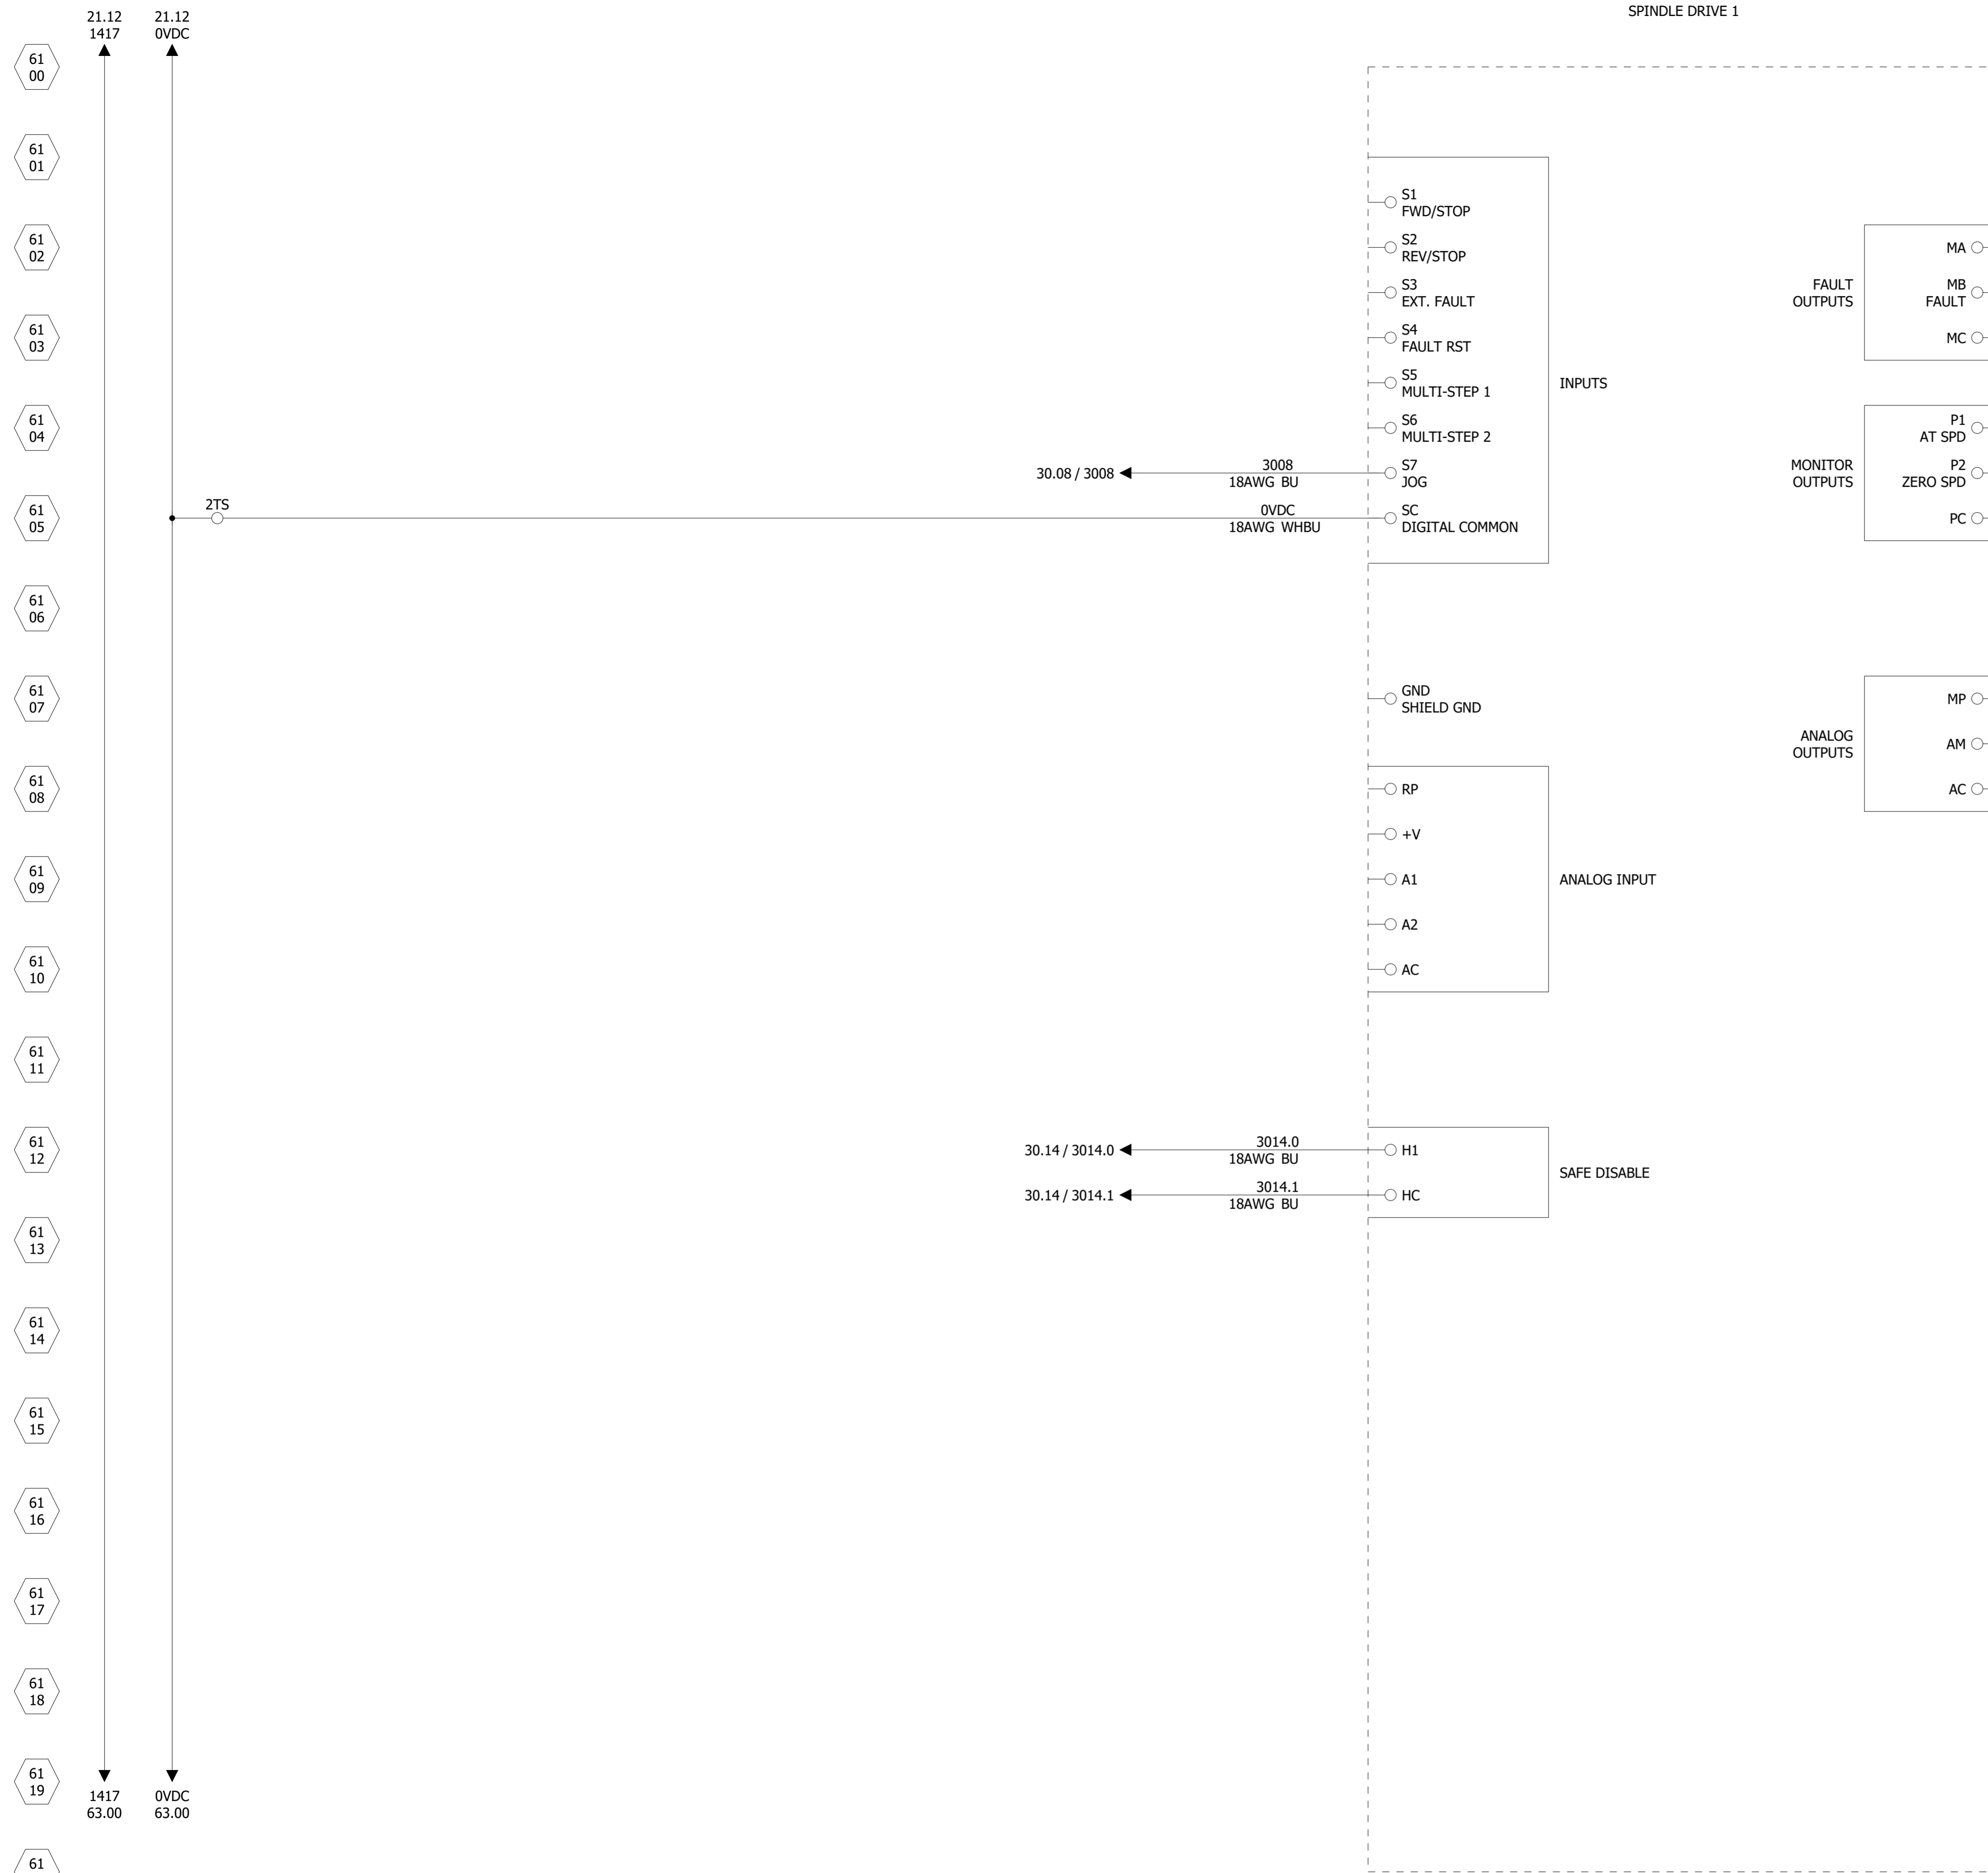 SPINDLE DRIVE 1
21.12
1417
21.12
0VDC
61
00
61
01
61
02
61
03
61
04
61
05
61
06
61
07
61
08
61
09
61
10
61
11
61
12
61
13
61
14
61
15
61
16
61
17
61
18
61
19
61
2TS
1417
63.00
0VDC
63.00
S1
FWD/STOP
S2
REV/STOP
S3
EXT. FAULT
S4
FAULT RST
S5
MULTI-STEP 1
S6
MULTI-STEP 2
30.08 / 3008
3008
18AWG BU
S7
JOG
0VDC
18AWG WHBU
SC
DIGITAL COMMON
INPUTS
GND
SHIELD GND
RP
+V
A1
A2
AC
ANALOG INPUT
30.14 / 3014.0
3014.0
18AWG BU
H1
30.14 / 3014.1
3014.1
18AWG BU
HC
SAFE DISABLE
FAULT
OUTPUTS
MA
MB
FAULT
MC
MONITOR
OUTPUTS
P1
AT SPD
P2
ZERO SPD
PC
ANALOG
OUTPUTS
MP
AM
AC